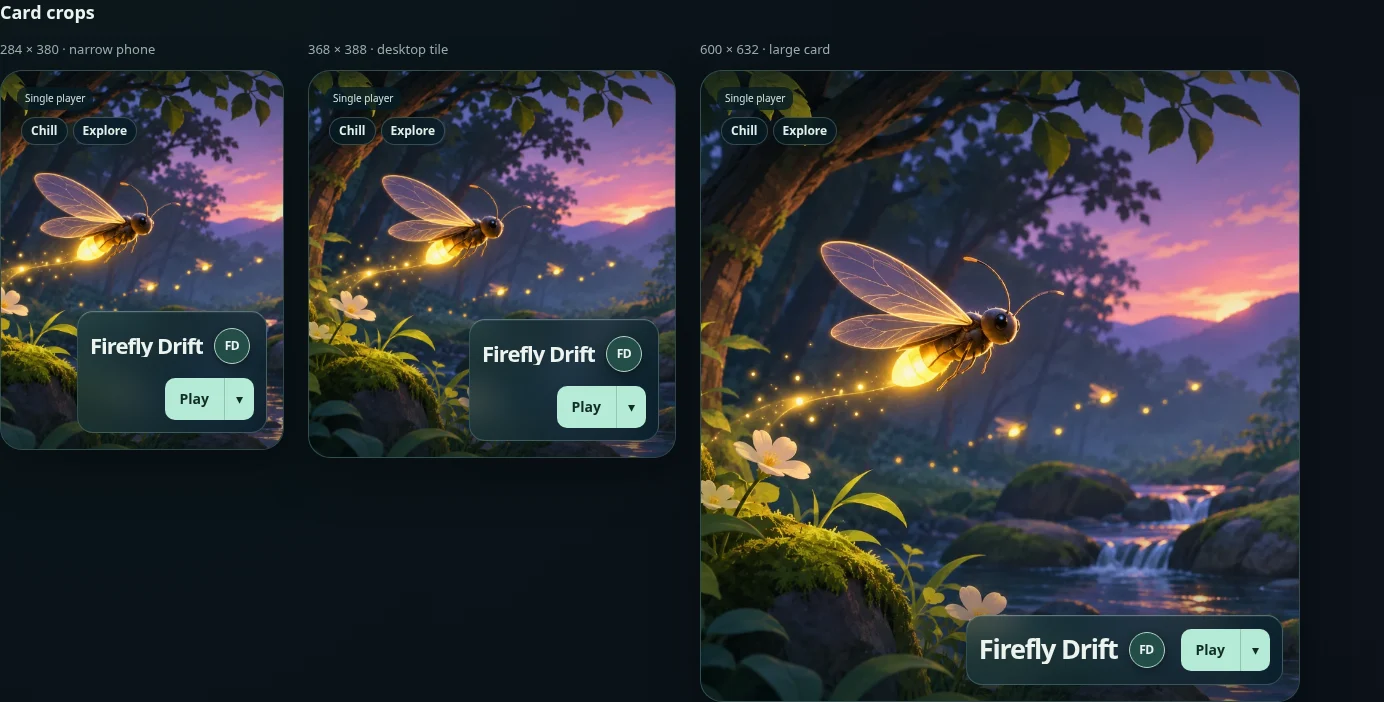 Card crops
284 × 380 · narrow phone
Single player
Chill Explore
Firefly Drift FD
Play ▼
368 × 388 · desktop tile
Single player
Chill Explore
Firefly Drift FD
Play ▼
600 × 632 · large card
Single player
Chill Explore
Firefly Drift FD Play ▼